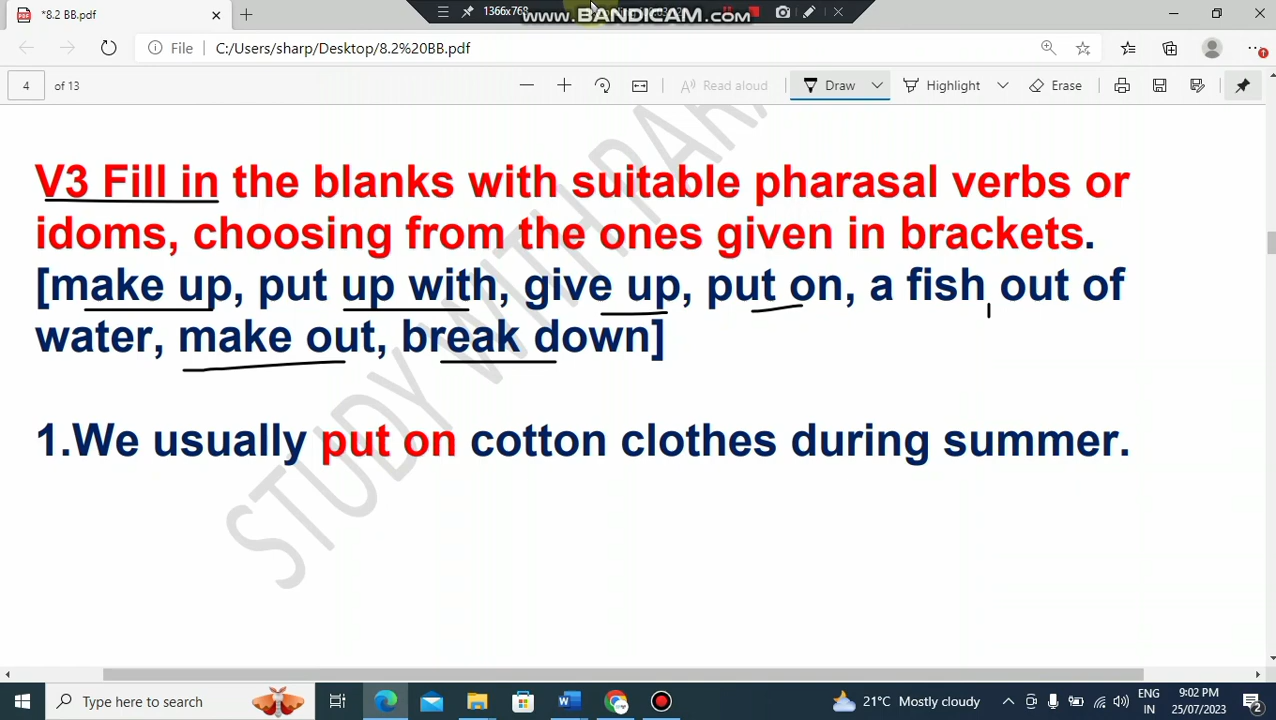 *8.2 BB.pdf
1366x768
www.BANDICAM.com
File
C:/Users/sharp/Desktop/8.2%20BB.pdf
4 of 13
Read aloud
Draw
Highlight
Erase
V3 Fill in the blanks with suitable pharasal verbs or
idoms, choosing from the ones given in brackets.
[make up, put up with, give up, put on, a fish out of
water, make out, break down]
1.We usually put on cotton clothes during summer.
STUDY WITH PARA
Type here to search
21°C Mostly cloudy
ENG
IN
9:02 PM
25/07/2023
2